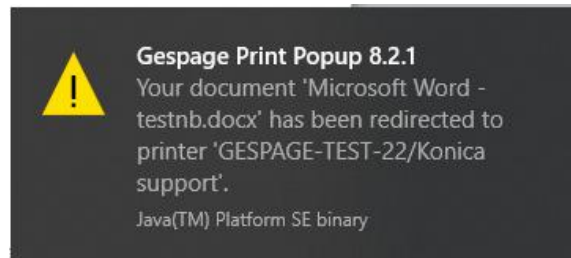 Gespage Print Popup 8.2.1
Your document 'Microsoft Word -
testnb.docx' has been redirected to
printer 'GESPAGE-TEST-22/Konica
support'.
Java(TM) Platform SE binary